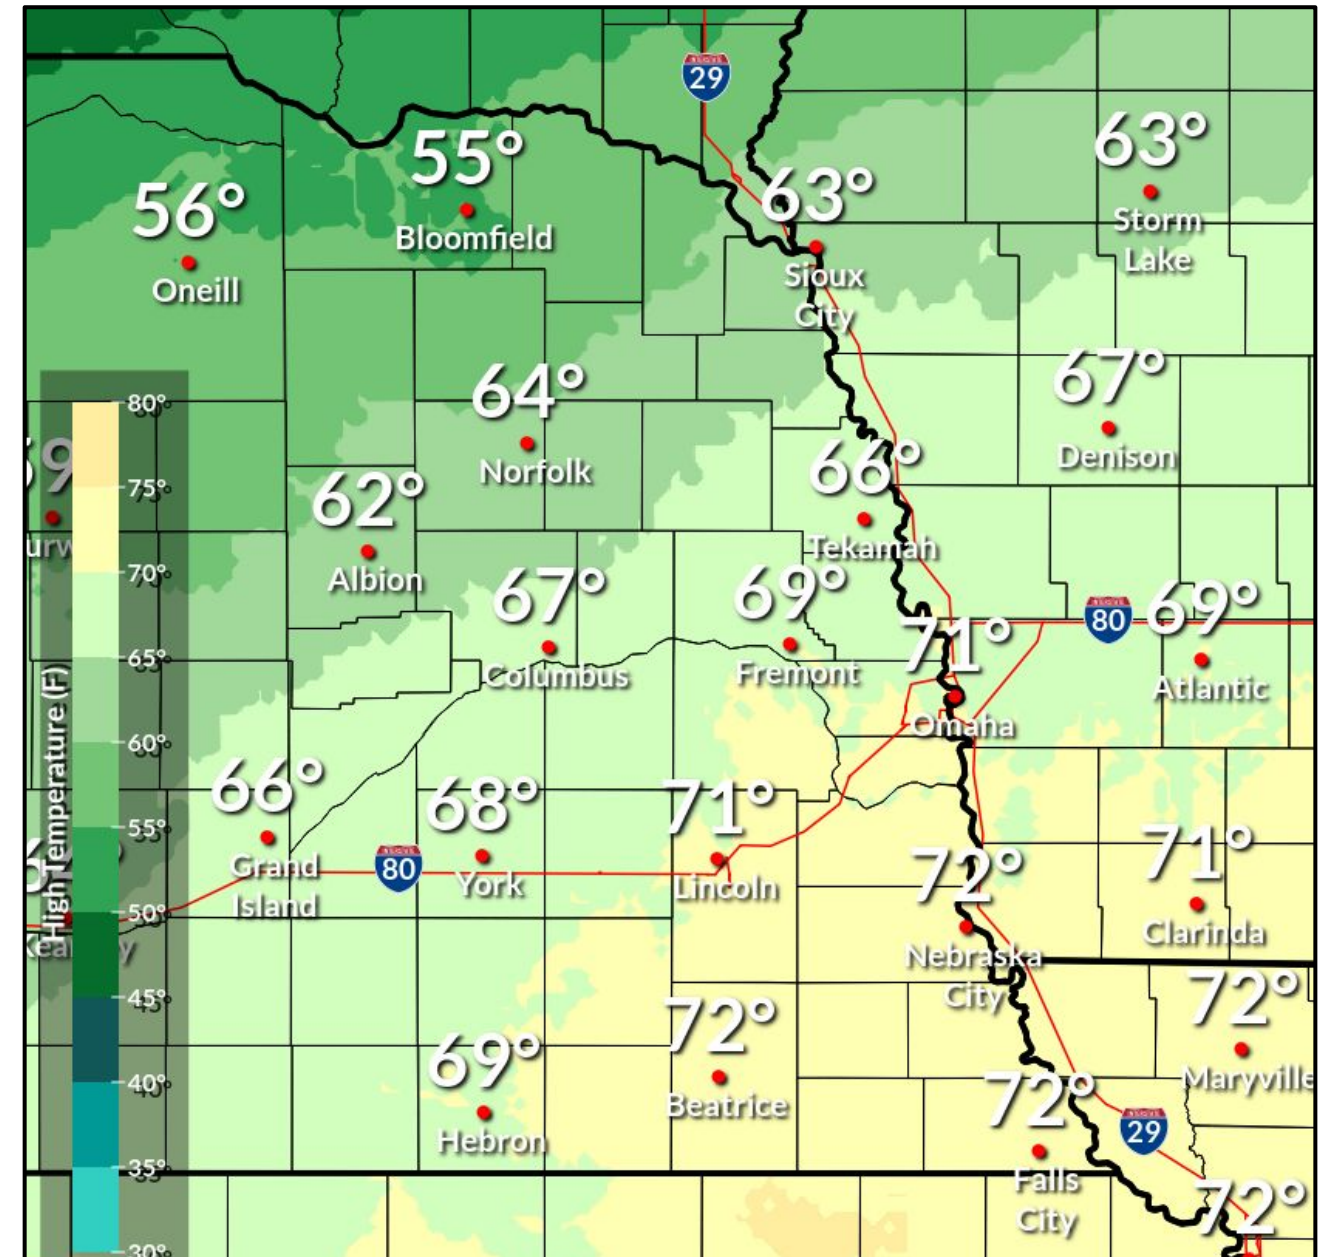 29
63°
55°
63°
56°
Storm
Lake
Bloomfield
Sioux
City
Oneill
67°
64°
80°
Denison
66°
Norfolk
62°
75°
Tekamah
70°
Albion
67°
69°
69°
80
71°
65°
Columbus
Fremont
Atlantic
Omaha
60°
66°
68°
71°
55°
71°
Grand
Island
80
York
Lincoln
72°
50°
High Temperature (F)
Clarinda
Nebraska
City
45°
72°
72°
69°
40°
Maryville
Beatrice
72°
Hebron
29
35°
Falls
City
72°
30°